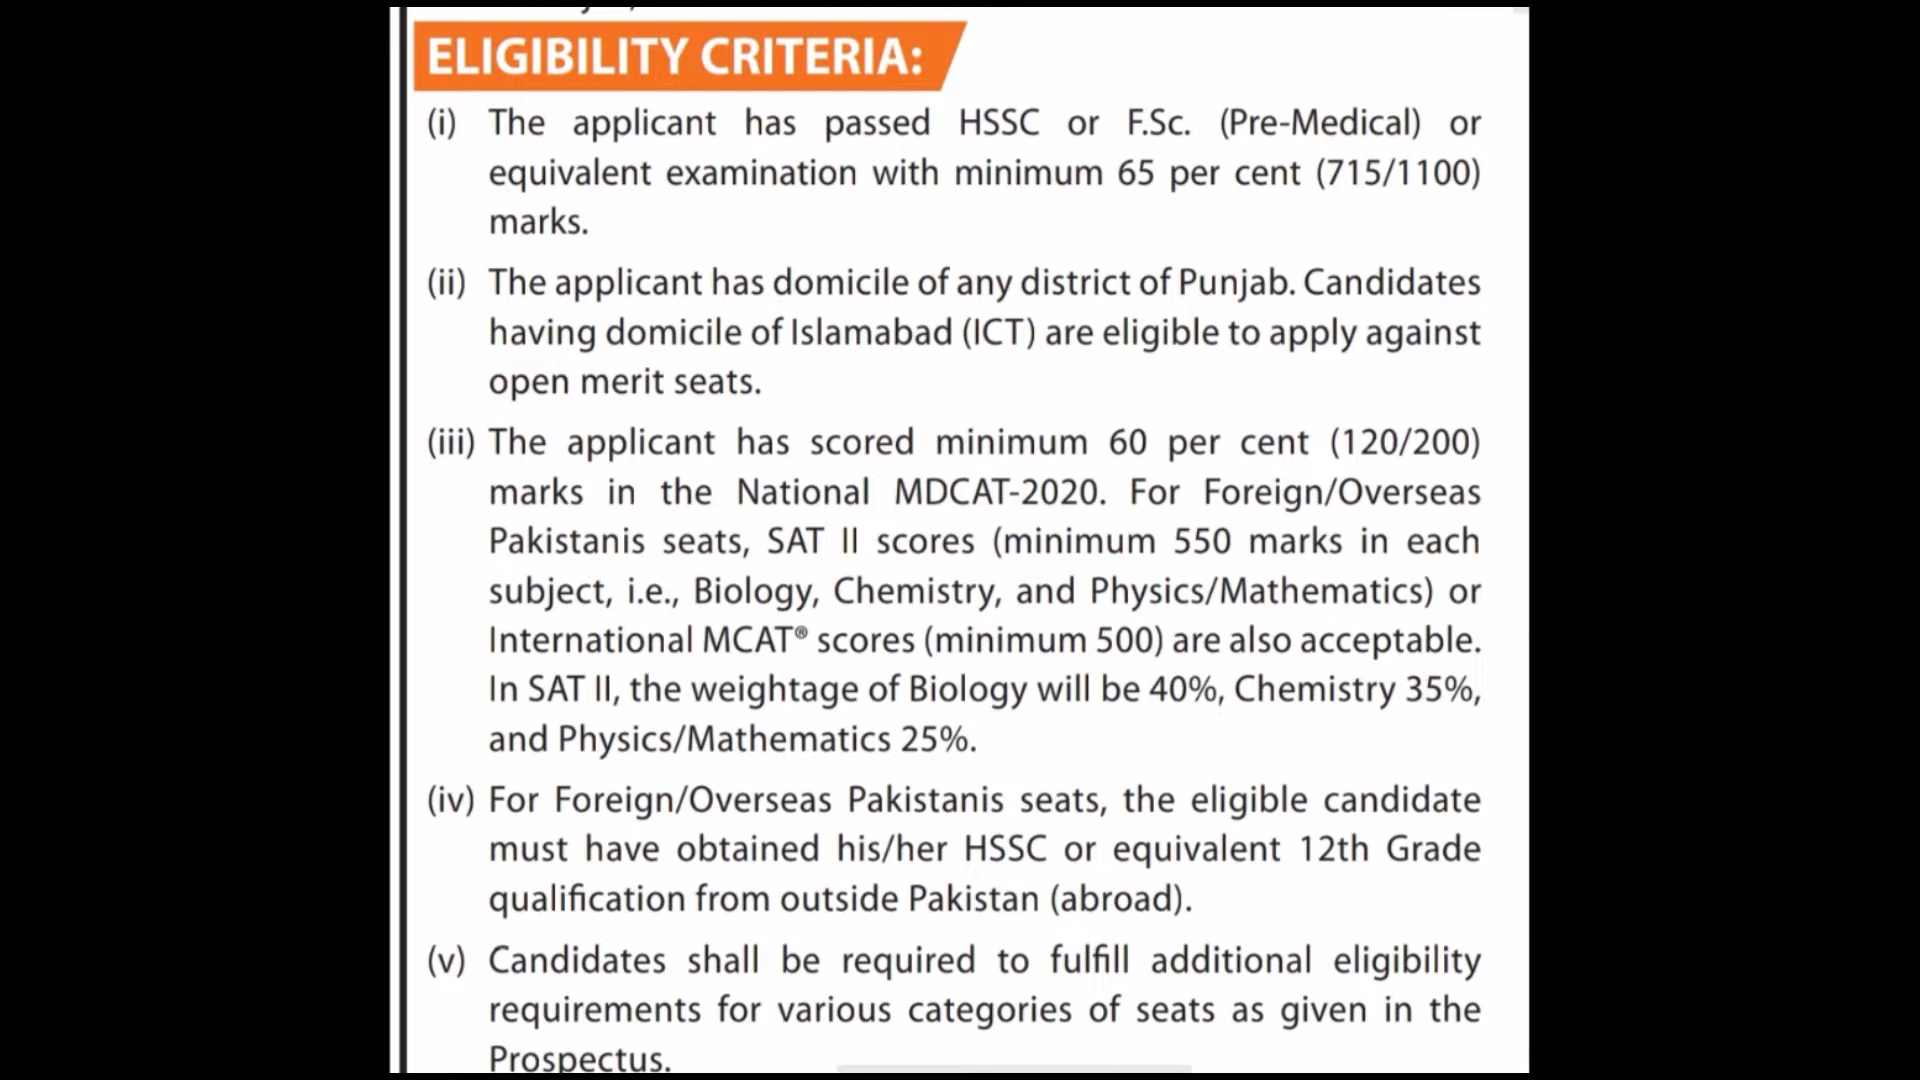 ELIGIBILITY CRITERIA:
(i) The applicant has passed HSSC or F.Sc. (Pre-Medical) or
equivalent examination with minimum 65 per cent (715/1100)
marks.
(ii) The applicant has domicile of any district of Punjab. Candidates
having domicile of Islamabad (ICT) are eligible to apply against
open merit seats.
(iii) The applicant has scored minimum 60 per cent (120/200)
marks in the National MDCAT-2020. For Foreign/Overseas
Pakistanis seats, SAT II scores (minimum 550 marks in each
subject, i.e., Biology, Chemistry, and Physics/Mathematics) or
International MCAT® scores (minimum 500) are also acceptable.
In SAT II, the weightage of Biology will be 40%, Chemistry 35%,
and Physics/Mathematics 25%.
(iv) For Foreign/Overseas Pakistanis seats, the eligible candidate
must have obtained his/her HSSC or equivalent 12th Grade
qualification from outside Pakistan (abroad).
(v) Candidates shall be required to fulfill additional eligibility
requirements for various categories of seats as given in the
Prospectus.